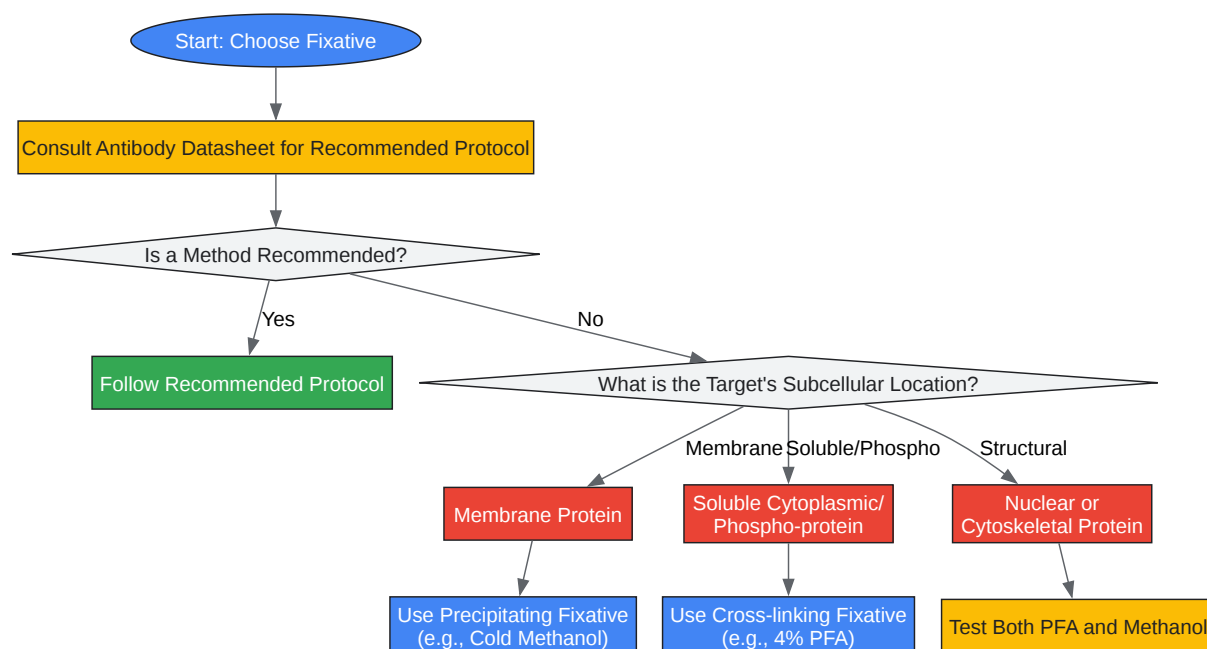 Start: Choose Fixative
Consult Antibody Datasheet for Recommended Protocol
Is a Method Recommended?
Yes
No
Follow Recommended Protocol
What is the Target's Subcellular Location?
Membrane
Soluble/Phospho
Structural
Membrane Protein
Soluble Cytoplasmic/
Phospho-protein
Nuclear or
Cytoskeletal Protein
Use Precipitating Fixative
(e.g., Cold Methanol)
Use Cross-linking Fixative
(e.g., 4% PFA)
Test Both PFA and Methanol